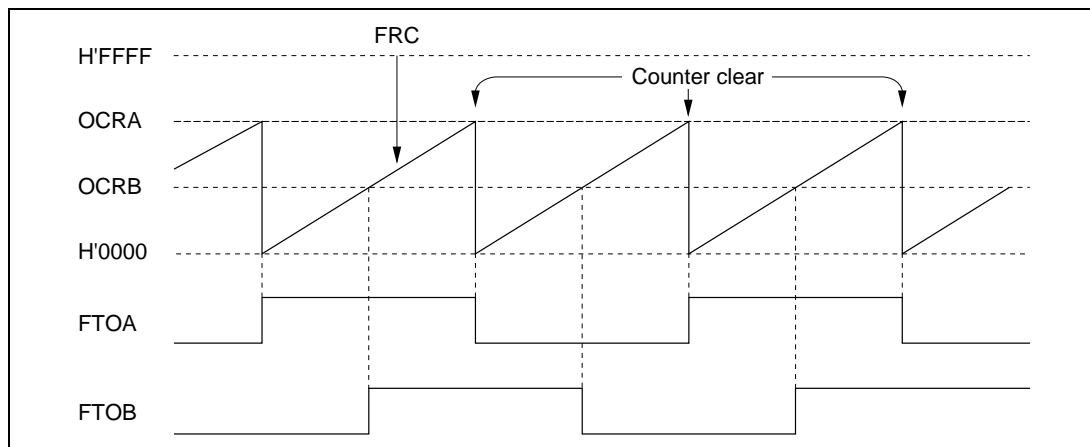 FRC
H'FFFF
Counter clear
OCRA
OCRB
H'0000
FTOA
FTOB